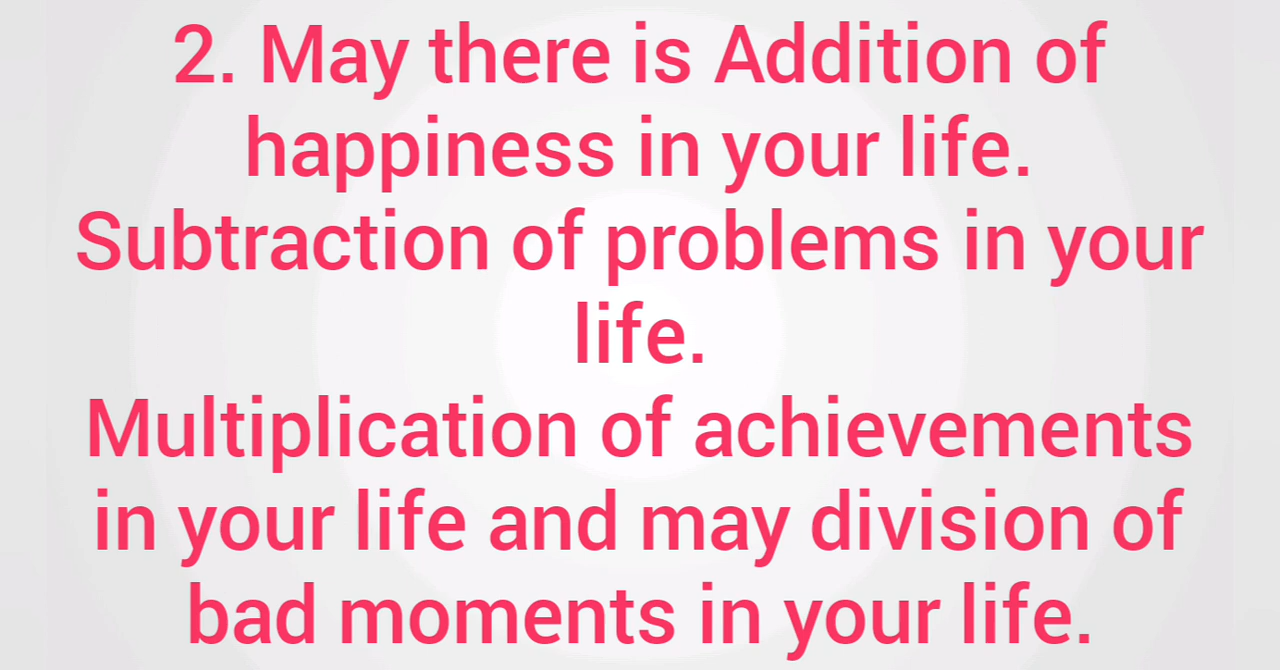 2. May there is Addition of
happiness in your life.
Subtraction of problems in your
life.
Multiplication of achievements
in your life and may division of
bad moments in your life.